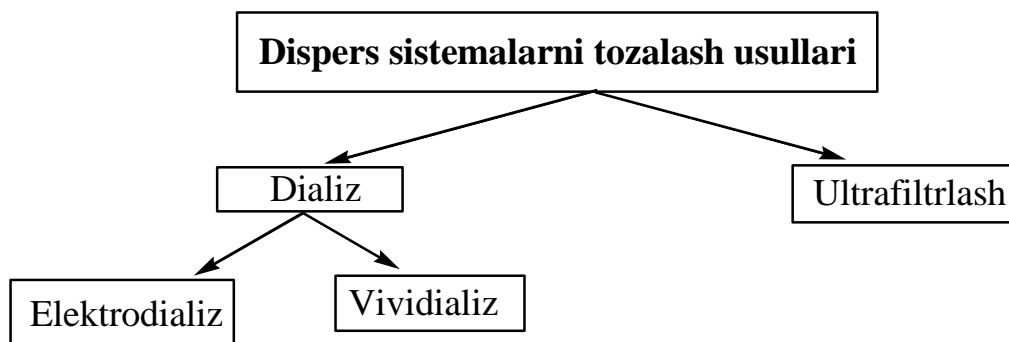 Dispers sistemalarni tozalash usullari
Dializ
Ultrafiltrlash
Elektrodializ
Vividializ